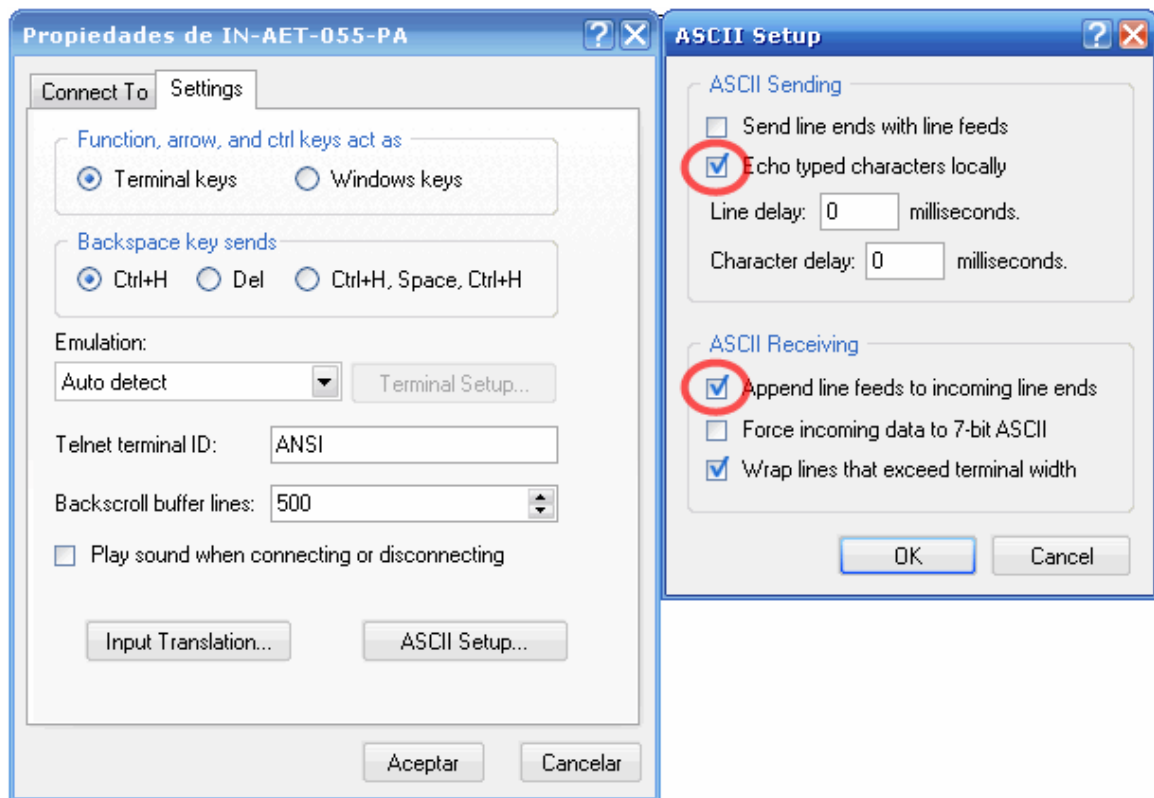 Propiedades de IN-AET-055-PA
Connect To
Settings
Function, arrow, and ctrl keys act as
Terminal keys
Windows keys
Backspace key sends
Ctrl+H
Del
Ctrl+H, Space, Ctrl+H
Emulation:
Auto detect
Terminal Setup...
Telnet terminal ID:
ANSI
Backscroll buffer lines:
500
Play sound when connecting or disconnecting
Input Translation...
ASCII Setup...
Aceptar
Cancelar
ASCII Setup
ASCII Sending
Send line ends with line feeds
Echo typed characters locally
Line delay: 0 milliseconds.
Character delay: 0 milliseconds.
ASCII Receiving
Append line feeds to incoming line ends
Force incoming data to 7-bit ASCII
Wrap lines that exceed terminal width
OK
Cancel